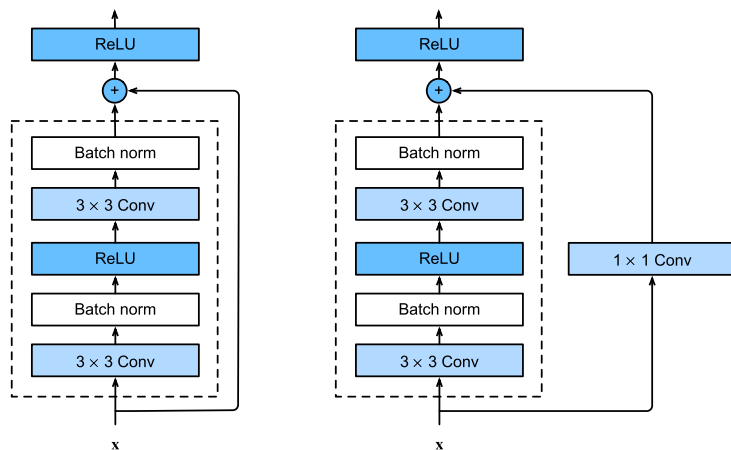 ReLU
+
Batch norm
3 × 3 Conv
ReLU
Batch norm
3 × 3 Conv
x
ReLU
+
Batch norm
3 × 3 Conv
ReLU
1 × 1 Conv
Batch norm
3 × 3 Conv
x